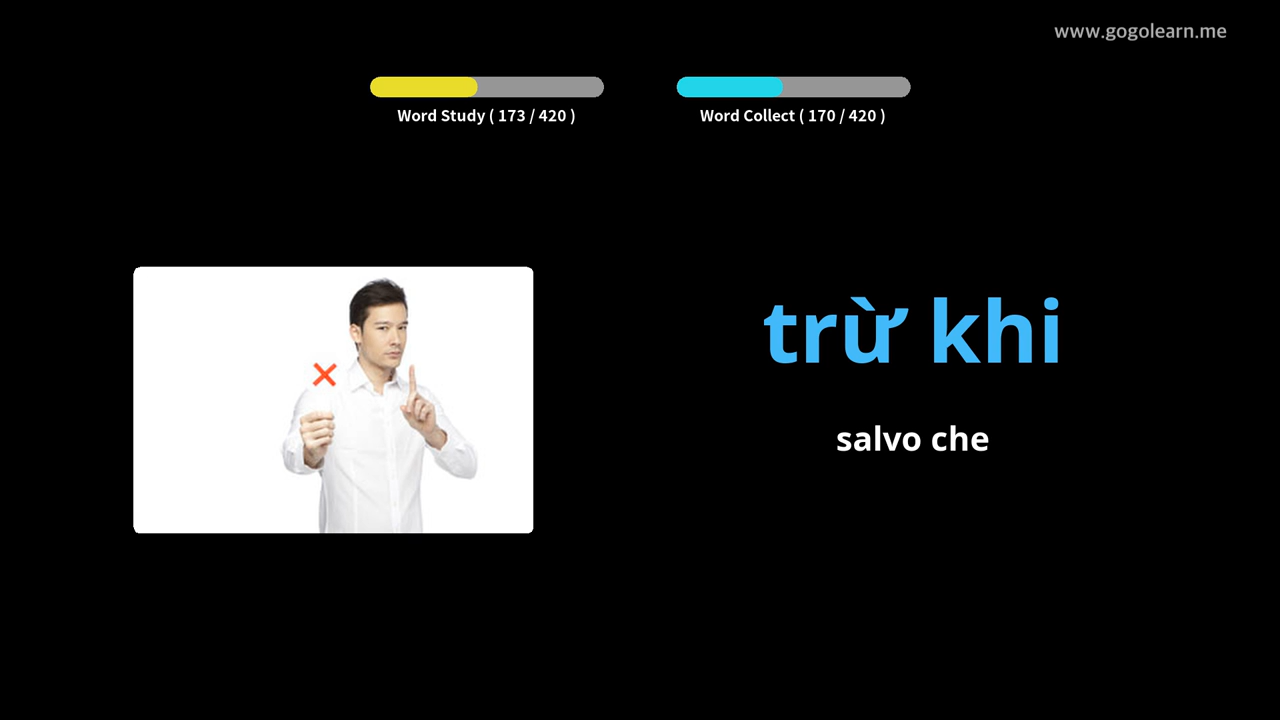 www.gogolearn.me
Word Study ( 173 / 420 )
Word Collect ( 170 / 420 )
trừ khi
salvo che